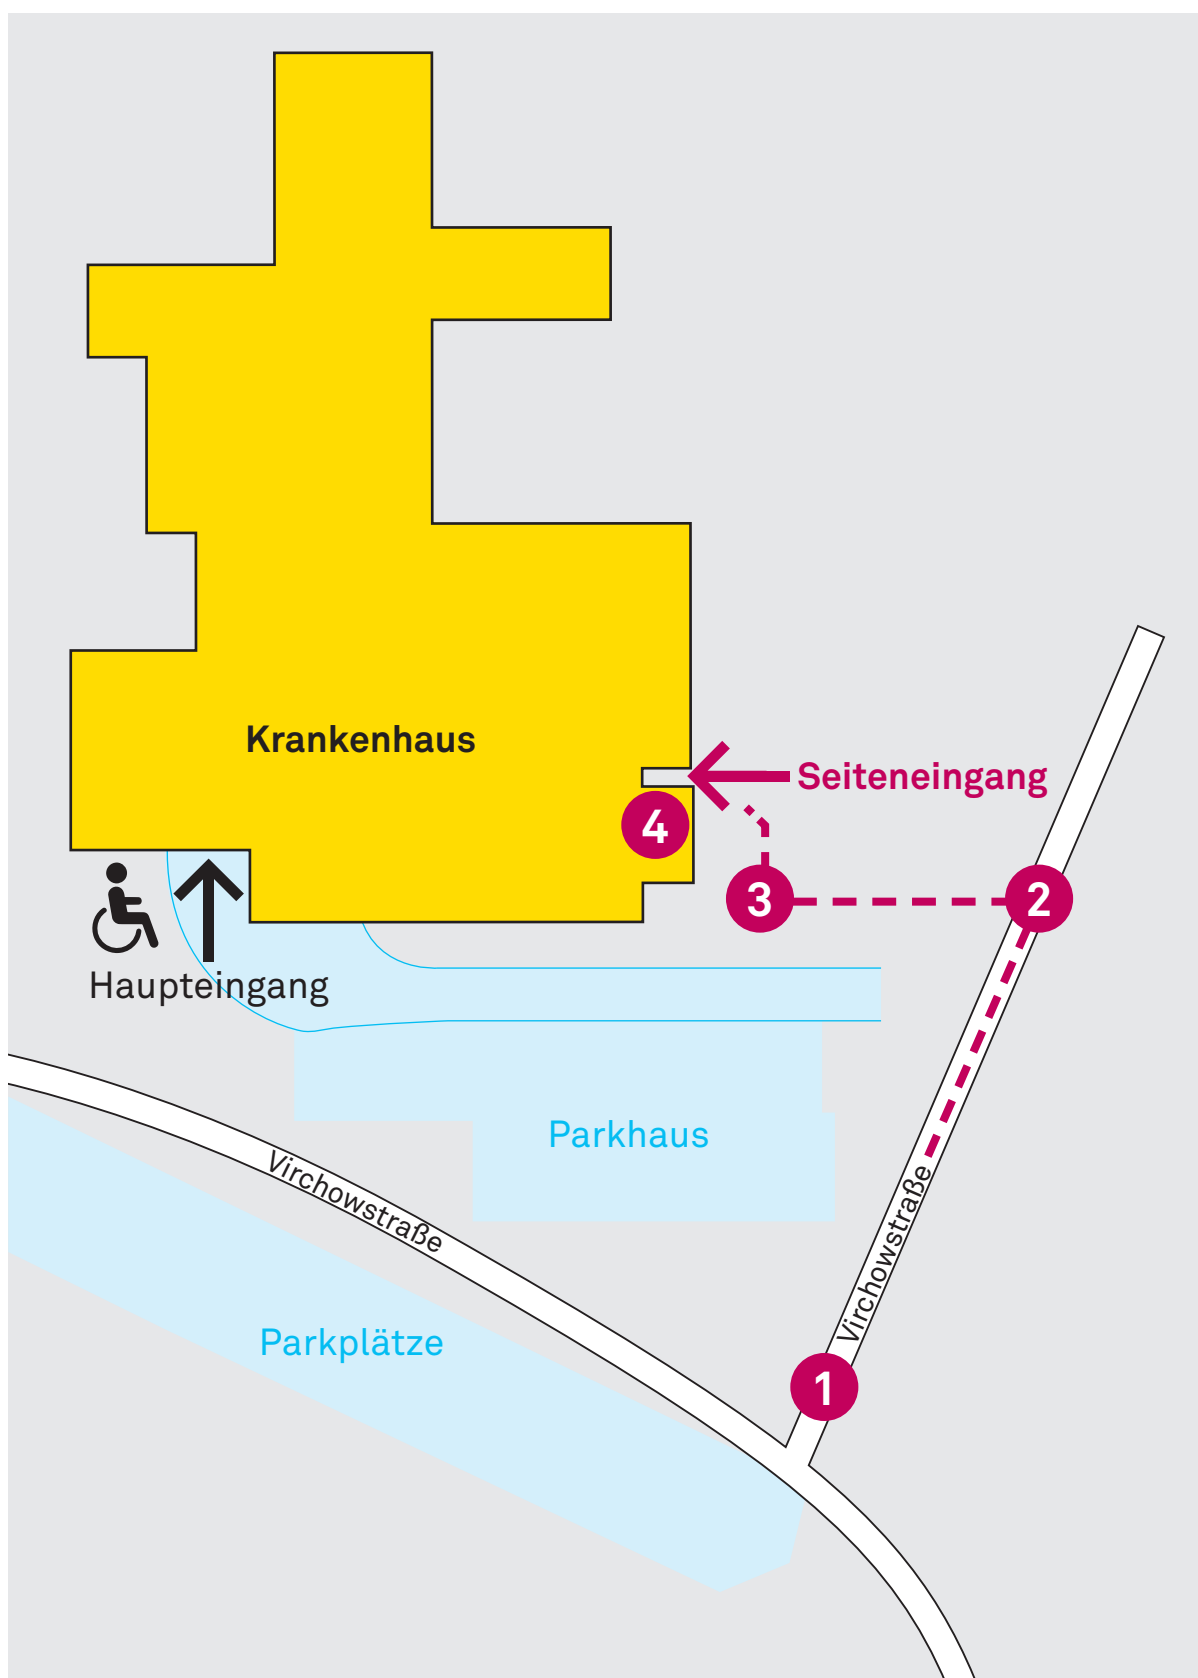 Krankenhaus
Seiteneingang
4
3
2
Haupteingang
Parkhaus
Virchowstraße
Virchowstraße
Parkplätze
1